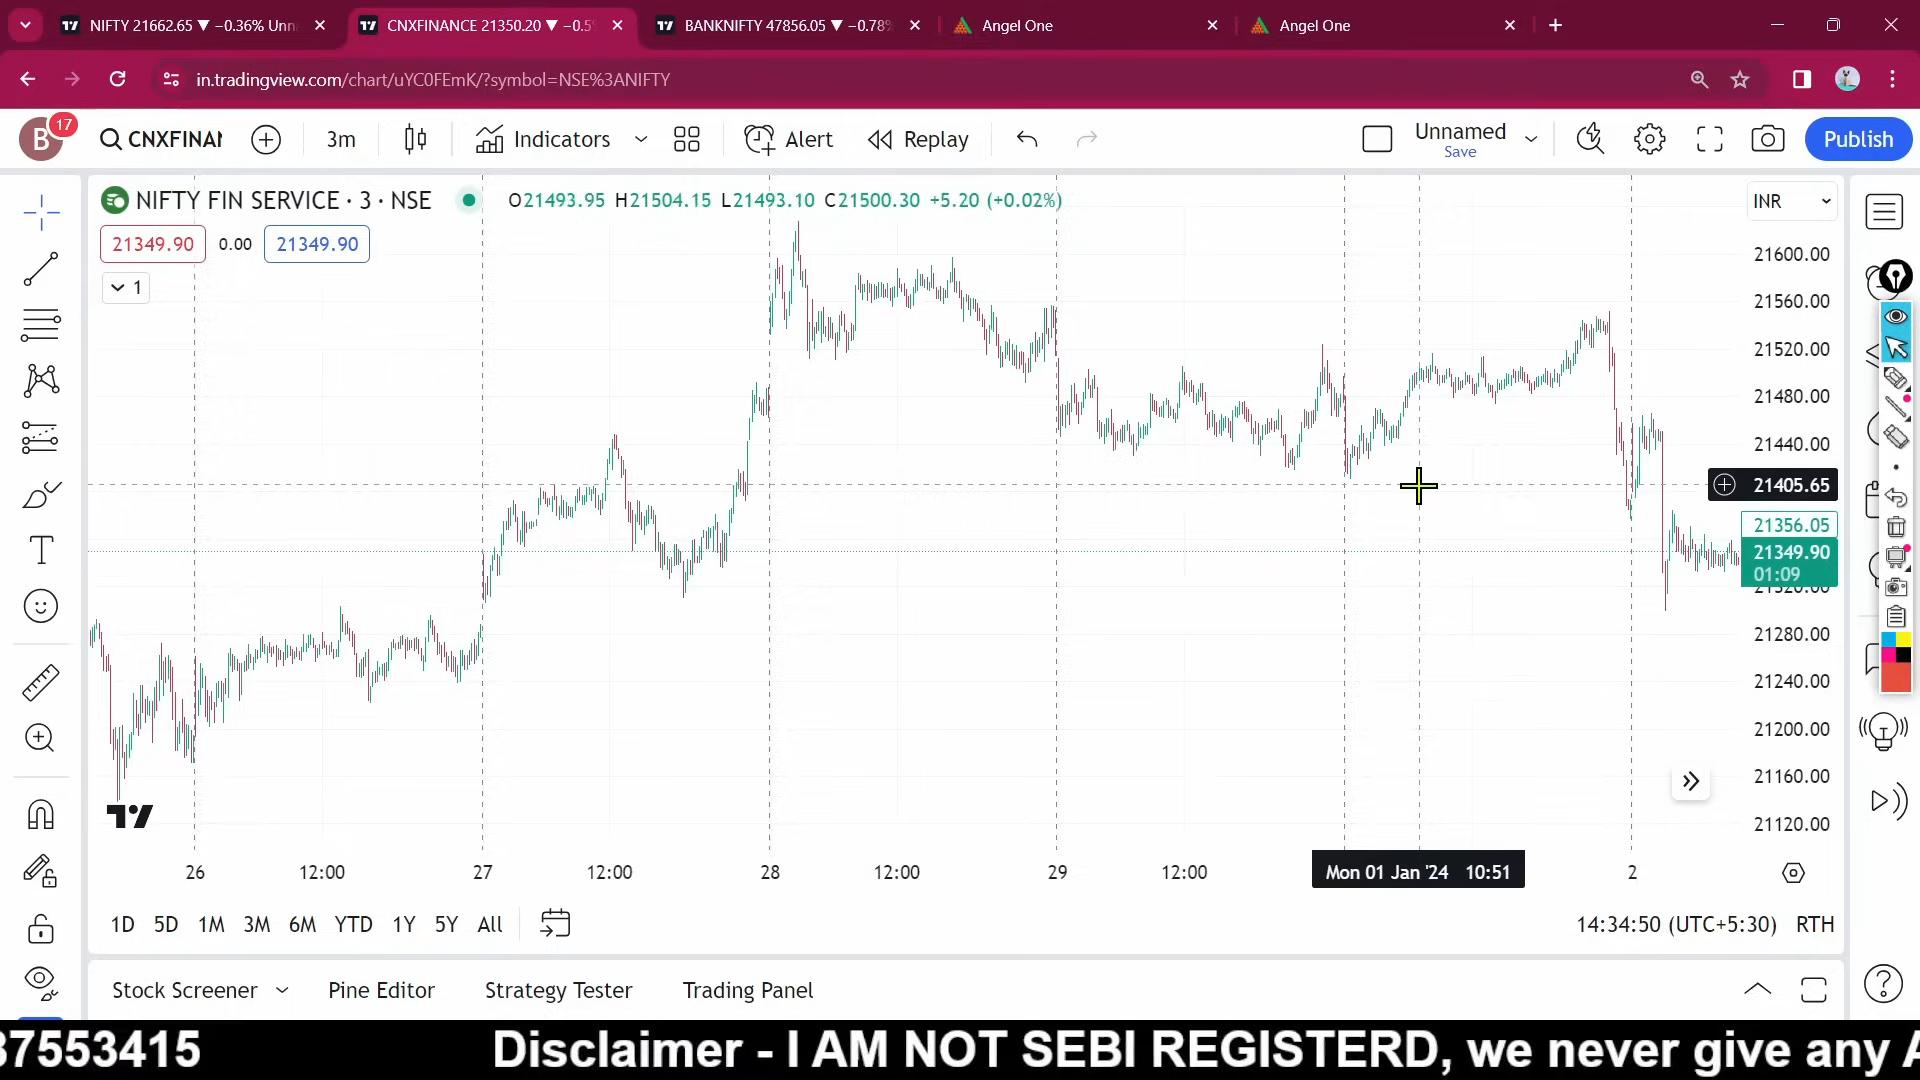 NIFTY 21662.65 ▼ −0.36% Unn
CNXFINANCE 21350.20 ▼ −0.5
BANKNIFTY 47856.05 ▼ −0.78%
Angel One
Angel One
in.tradingview.com/chart/uYC0FEmK/?symbol=NSE%3ANIFTY
B
17
CNXFINAN
3m
Indicators
Alert
Replay
Unnamed
Save
Publish
NIFTY FIN SERVICE · 3 · NSE
O21493.95 H21504.15 L21493.10 C21500.30 +5.20 (+0.02%)
INR
21349.90
0.00
21349.90
1
21600.00
21560.00
21520.00
21480.00
21440.00
21405.65
21356.05
21349.90
01:09
21320.00
21280.00
21240.00
21200.00
21160.00
21120.00
26
12:00
27
12:00
28
12:00
29
12:00
Mon 01 Jan '24 10:51
2
1D 5D 1M 3M 6M YTD 1Y 5Y All
14:34:50 (UTC+5:30) RTH
Stock Screener
Pine Editor
Strategy Tester
Trading Panel
37553415
Disclaimer - I AM NOT SEBI REGISTERD, we never give any A